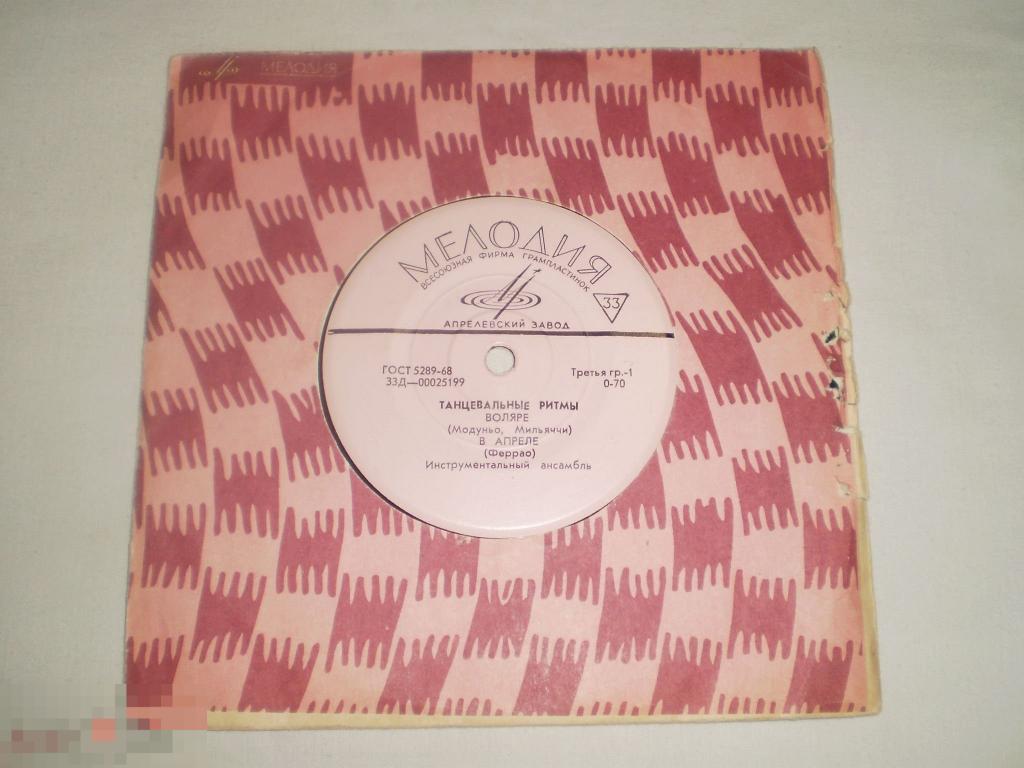 МЕЛОДИЯ
МЕЛОДИЯ
ВСЕСОЮЗНАЯ ФИРМА ГРАМПЛАСТИНОК
33
АПРЕЛЕВСКИЙ ЗАВОД
ГОСТ 5289-68 Третья гр.-1
33Д—00025199 0-70
ТАНЦЕВАЛЬНЫЕ РИТМЫ
ВОЛЯРЕ
(Модуньо, Мильяччи)
В АПРЕЛЕ
(Феррао)
Инструментальный ансамбль